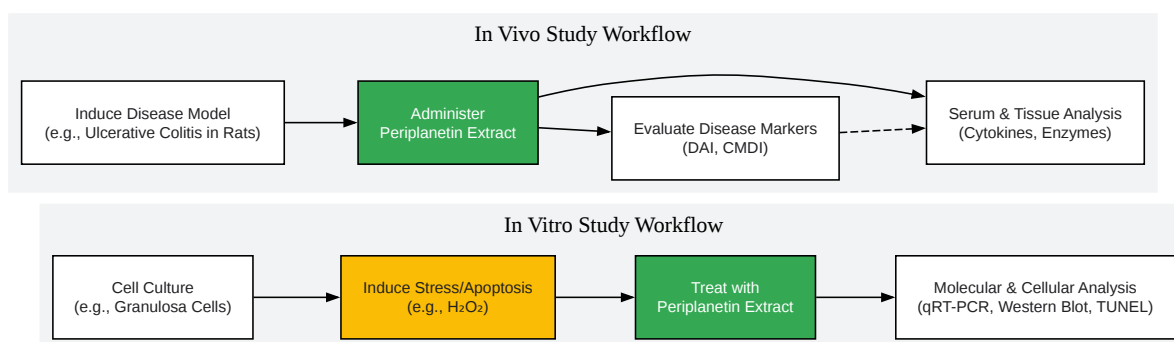 In Vivo Study Workflow
Induce Disease Model
(e.g., Ulcerative Colitis in Rats)
Administer
Periplanetin Extract
Evaluate Disease Markers
(DAI, CMDI)
Serum & Tissue Analysis
(Cytokines, Enzymes)
In Vitro Study Workflow
Cell Culture
(e.g., Granulosa Cells)
Induce Stress/Apoptosis
(e.g., H₂O₂)
Treat with
Periplanetin Extract
Molecular & Cellular Analysis
(qRT-PCR, Western Blot, TUNEL)